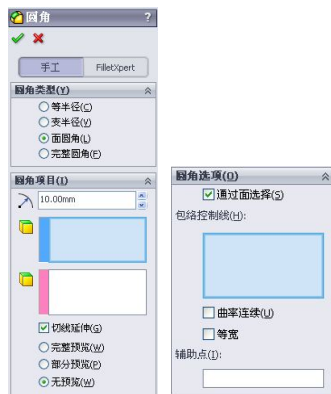 圆角 ?
手工 FilletXpert
圆角类型(Y)
等半径(C)
变半径(V)
面圆角(L)
完整圆角(F)
圆角项目(I)
10.00mm
切线延伸(G)
完整预览(W)
部分预览(P)
无预览(W)
圆角选项(O)
通过面选择(S)
包络控制线(H):
曲率连续(U)
等宽
辅助点(I):